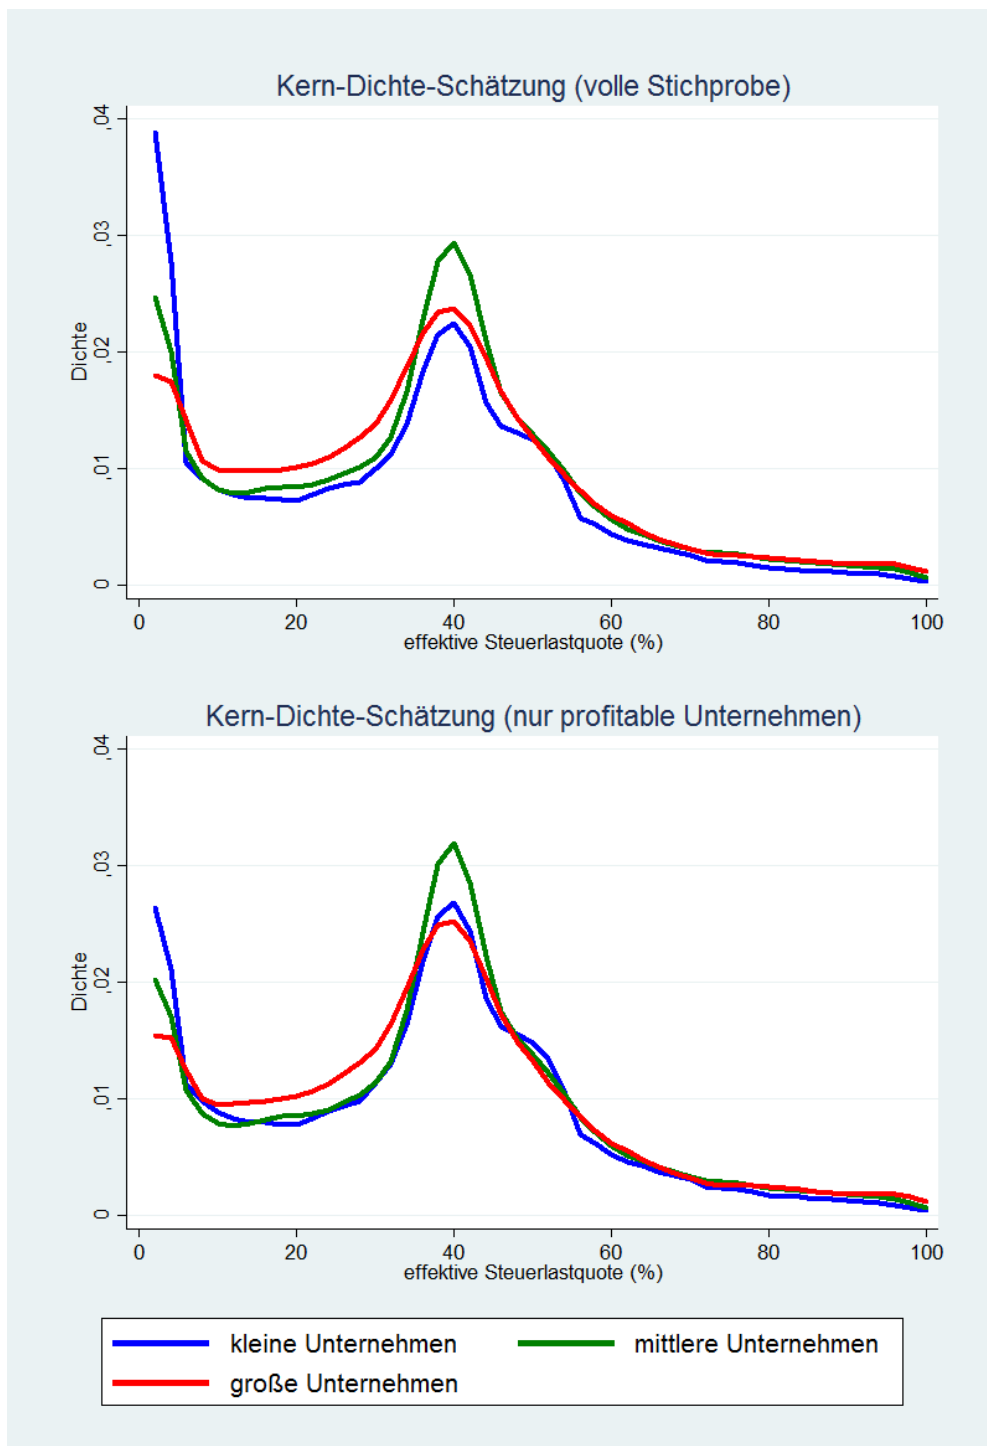 Kern-Dichte-Schätzung (volle Stichprobe)
,04
,03
,02
,01
0
Dichte
0 20 40 60 80 100
effektive Steuerlastquote (%)
Kern-Dichte-Schätzung (nur profitable Unternehmen)
,04
,03
,02
,01
0
Dichte
0 20 40 60 80 100
effektive Steuerlastquote (%)
kleine Unternehmen mittlere Unternehmen
große Unternehmen